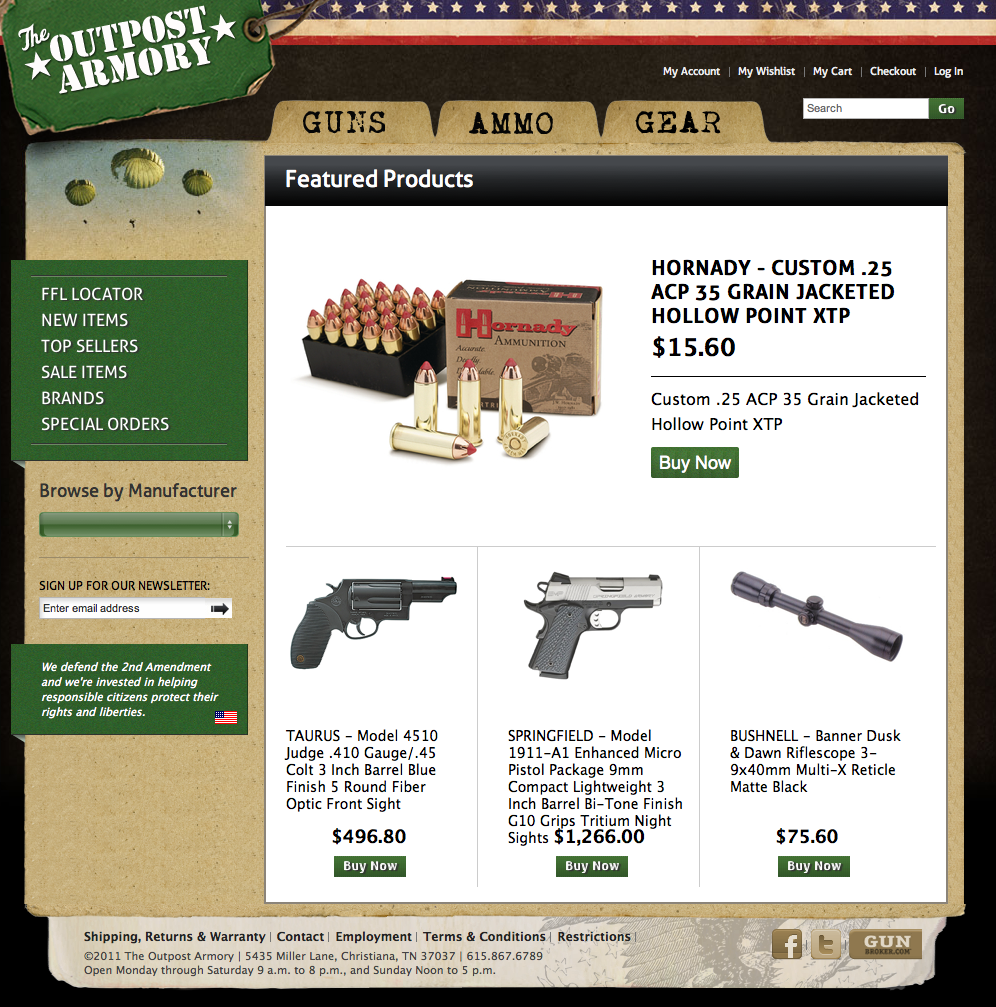 The
OUTPOST
ARMORY
My Account | My Wishlist | My Cart | Checkout | Log In
Search
Go
GUNS
AMMO
GEAR
FFL LOCATOR
NEW ITEMS
TOP SELLERS
SALE ITEMS
BRANDS
SPECIAL ORDERS
Browse by Manufacturer
SIGN UP FOR OUR NEWSLETTER:
Enter email address
We defend the 2nd Amendment
and we're invested in helping
responsible citizens protect their
rights and liberties.
Featured Products
Hornady
AMMUNITION
Accurate.
HORNADY - CUSTOM .25
ACP 35 GRAIN JACKETED
HOLLOW POINT XTP
$15.60
Custom .25 ACP 35 Grain Jacketed
Hollow Point XTP
Buy Now
TAURUS - Model 4510
Judge .410 Gauge/.45
Colt 3 Inch Barrel Blue
Finish 5 Round Fiber
Optic Front Sight
$496.80
Buy Now
SPRINGFIELD - Model
1911-A1 Enhanced Micro
Pistol Package 9mm
Compact Lightweight 3
Inch Barrel Bi-Tone Finish
G10 Grips Tritium Night
Sights $1,266.00
Buy Now
BUSHNELL - Banner Dusk
& Dawn Riflescope 3-
9x40mm Multi-X Reticle
Matte Black
$75.60
Buy Now
Shipping, Returns & Warranty | Contact | Employment | Terms & Conditions | Restrictions |
©2011 The Outpost Armory | 5435 Miller Lane, Christiana, TN 37037 | 615.867.6789
Open Monday through Saturday 9 a.m. to 8 p.m., and Sunday Noon to 5 p.m.
f
t
GUN
BROKER.COM